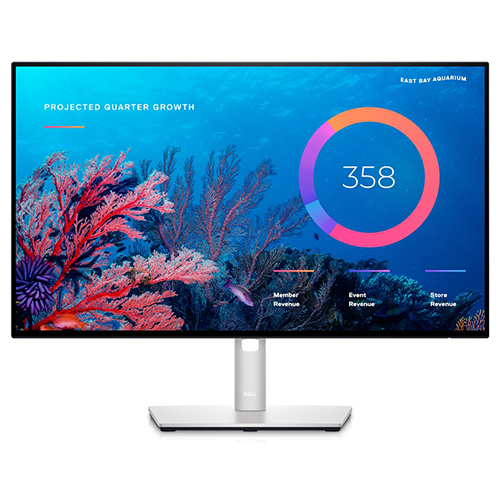 EAST BAY AQUARIUM
PROJECTED QUARTER GROWTH
358
Member
Revenue
Event
Revenue
Store
Revenue
DELL